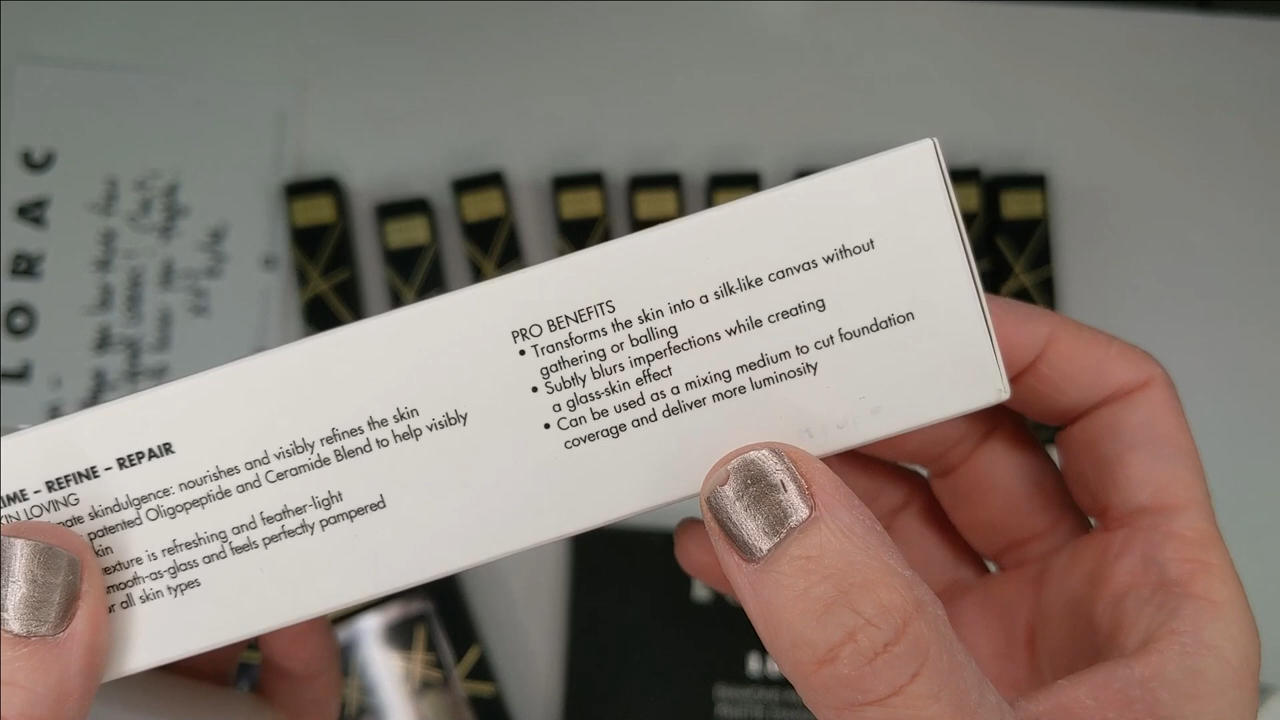 LORAC
IME – REFINE – REPAIR
IN LOVING
nate skindulgence: nourishes and visibly refines the skin
patented Oligopeptide and Ceramide Blend to help visibly
kin
exture is refreshing and feather-light
mooth-as-glass and feels perfectly pampered
r all skin types
PRO BENEFITS
• Transforms the skin into a silk-like canvas without
gathering or balling
• Subtly blurs imperfections while creating
a glass-skin effect
• Can be used as a mixing medium to cut foundation
coverage and deliver more luminosity